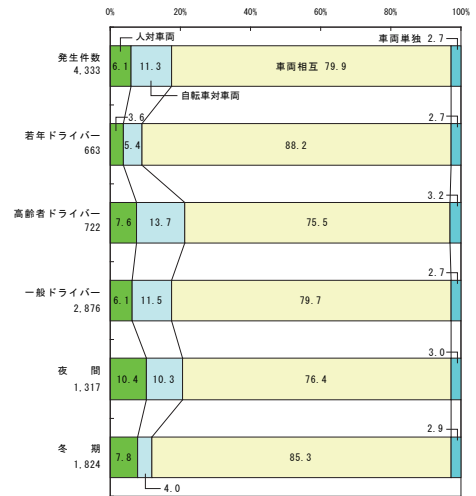 0% 20% 40% 60% 80% 100%
人対車両 車両単独 2.7
発生件数
4,333
6.1 11.3 車両相互 79.9
自転車対車両
3.6 2.7
若年ドライバー
663
5.4 88.2
3.2
高齢者ドライバー
722
7.6 13.7 75.5
2.7
一般ドライバー
2,876
6.1 11.5 79.7
3.0
夜間
1,317
10.4 10.3 76.4
2.9
冬期
1,824
7.8 85.3
4.0